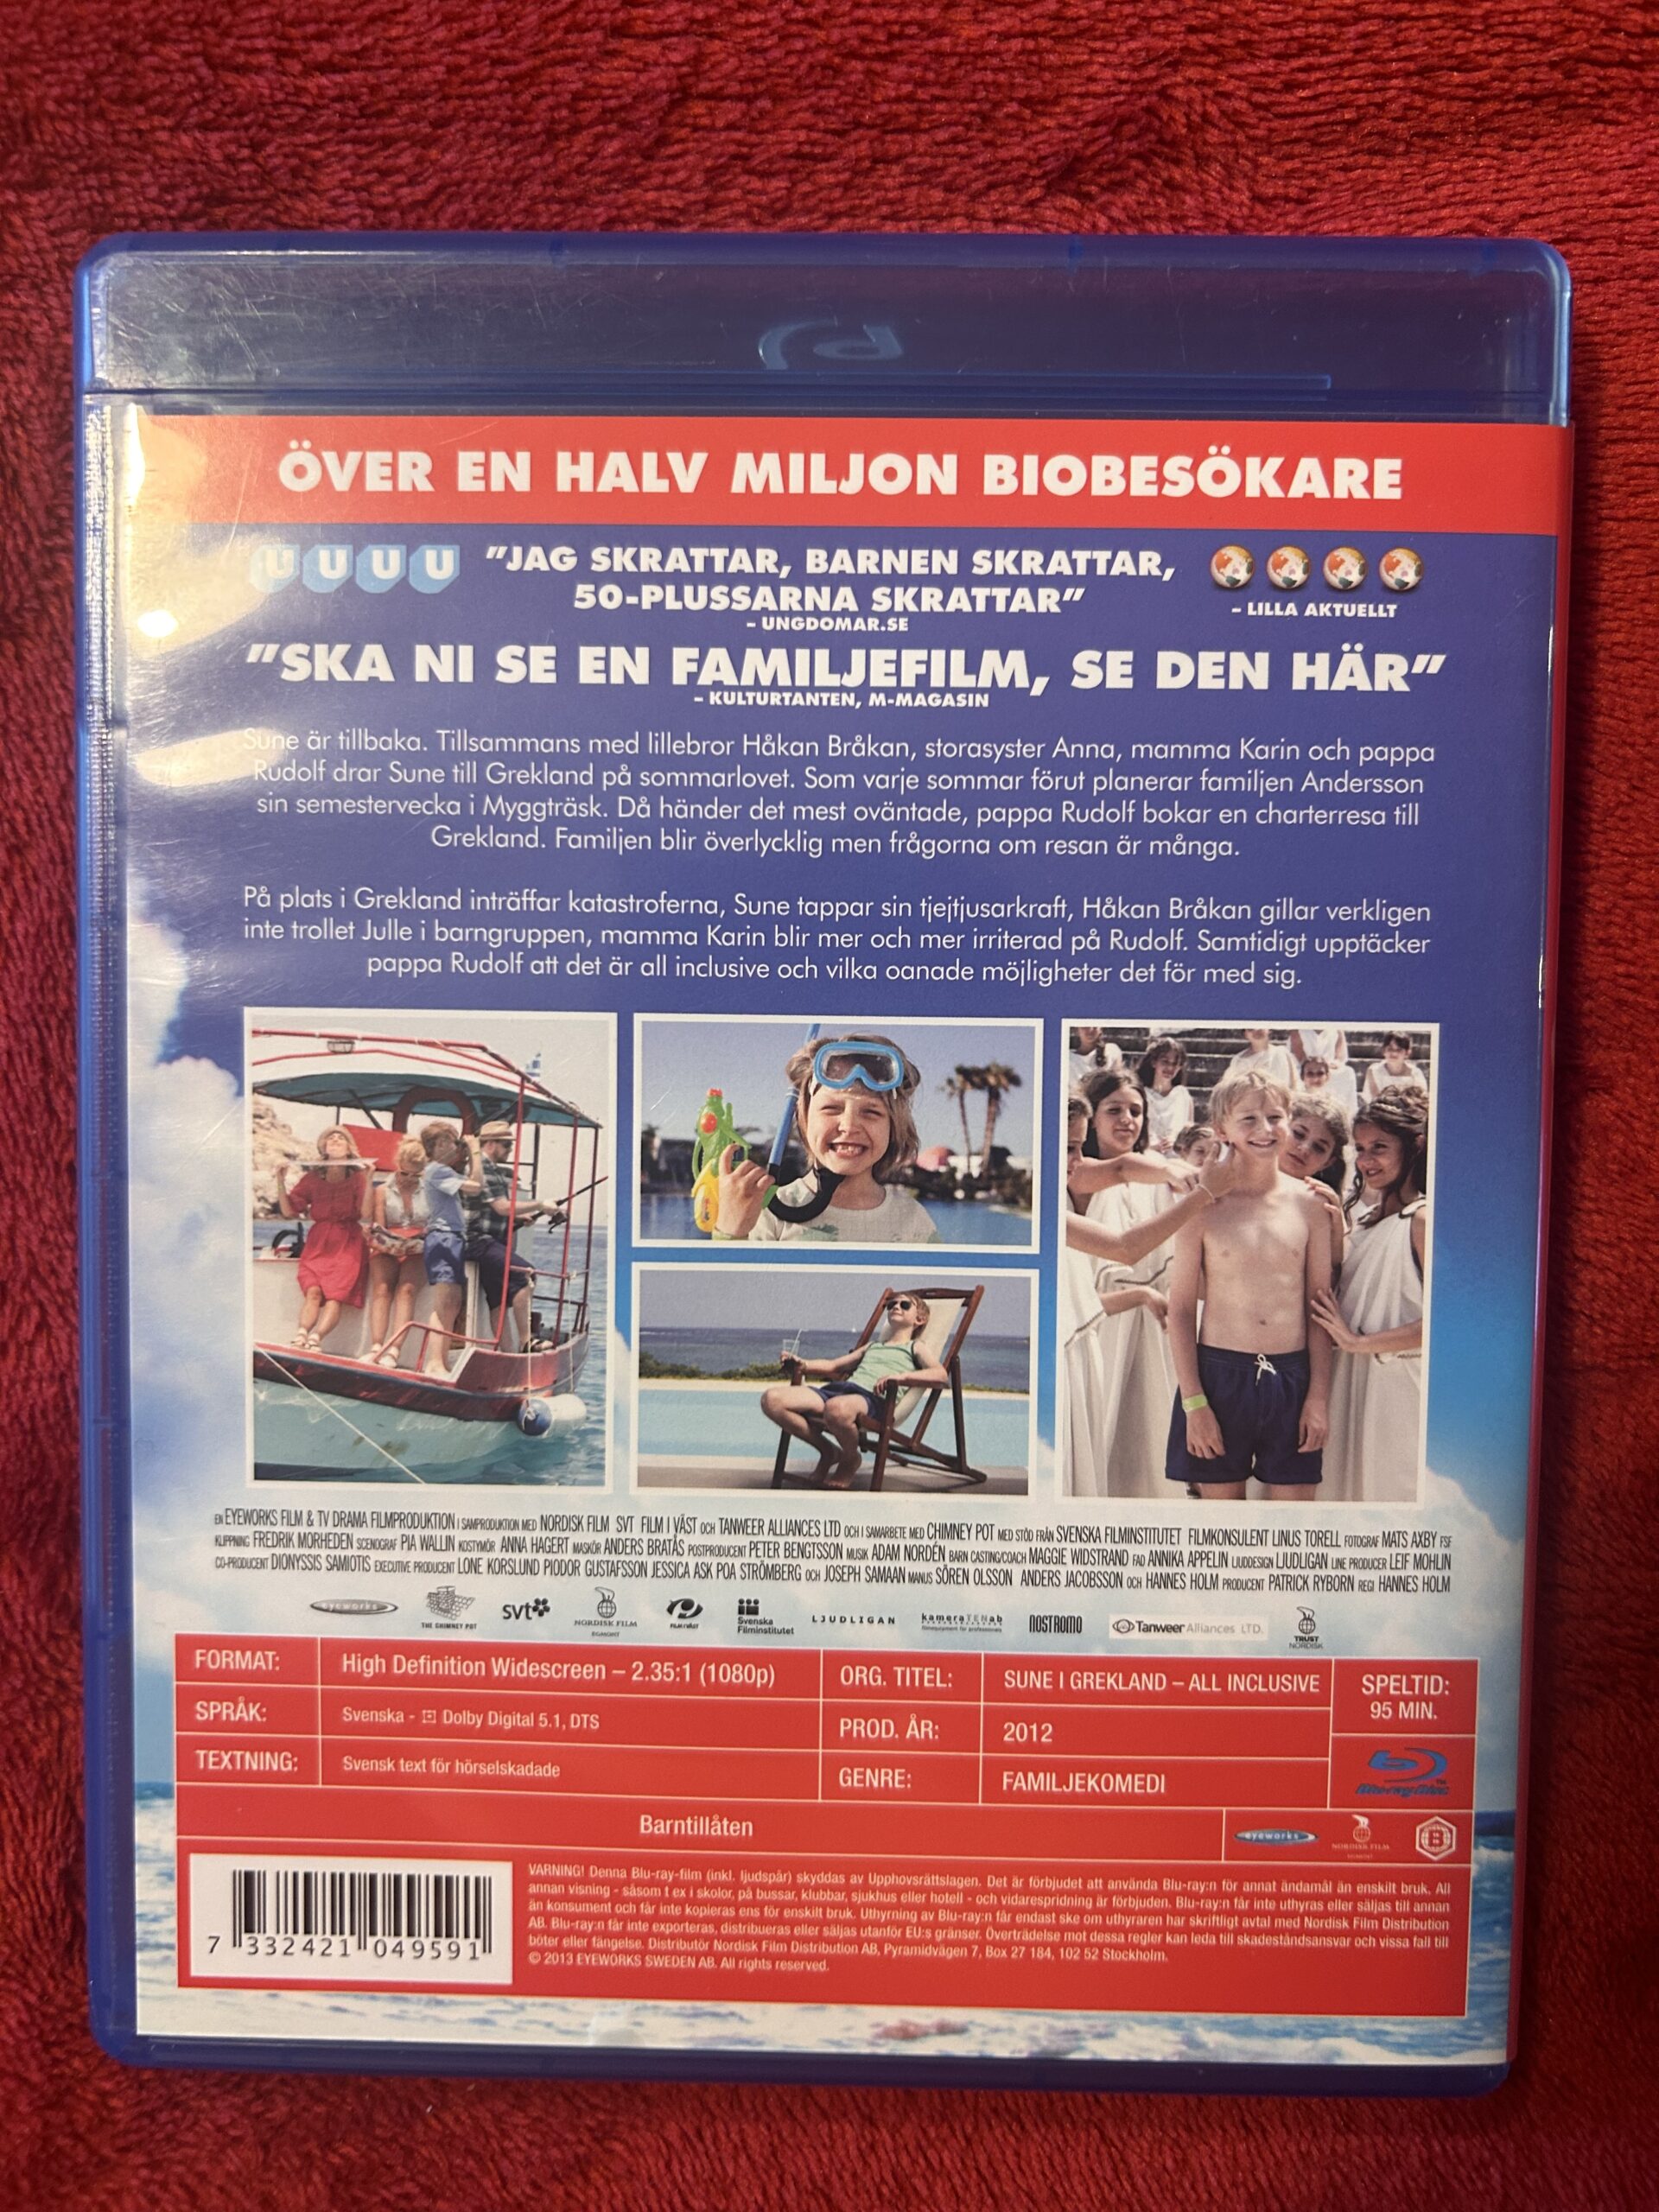 ÖVER EN HALV MILJON BIOBESÖKARE
U U U U
"JAG SKRATTAR, BARNEN SKRATTAR,
50-PLUSSARNA SKRATTAR"
– UNGDOMAR.SE
– LILLA AKTUELLT
"SKA NI SE EN FAMILJEFILM, SE DEN HÄR"
– KULTURTANTEN, M-MAGASIN
Sune är tillbaka. Tillsammans med lillebror Håkan Bråkan, storasyster Anna, mamma Karin och pappa
Rudolf drar Sune till Grekland på sommarlovet. Som varje sommar förut planerar familjen Andersson
sin semestervecka i Myggträsk. Då händer det mest oväntade, pappa Rudolf bokar en charterresa till
Grekland. Familjen blir överlycklig men frågorna om resan är många.
På plats i Grekland inträffar katastroferna, Sune tappar sin tjejtjusarkraft, Håkan Bråkan gillar verkligen
inte trollet Julle i barngruppen, mamma Karin blir mer och mer irriterad på Rudolf. Samtidigt upptäcker
pappa Rudolf att det är all inclusive och vilka oanade möjligheter det för med sig.
EN EYEWORKS FILM & TV DRAMA FILMPRODUKTION I SAMPRODUKTION MED NORDISK FILM SVT FILM I VÄST OCH TANWEER ALLIANCES LTD OCH I SAMARBETE MED CHIMNEY POT MED STÖD FRÅN SVENSKA FILMINSTITUTET FILMKONSULENT LINUS TORELL FOTOGRAF MATS AXBY FSF
KLIPPNING FREDRIK MORHEDEN SCENOGRAF PIA WALLIN KOSTYMÖR ANNA HAGERT MASKÖR ANDERS BRATÅS POSTPRODUCENT PETER BENGTSSON MUSIK ADAM NORDÉN BARN CASTING/COACH MAGGIE WIDSTRAND FAD ANNIKA APPELIN LJUDDESIGN LJUDLIGAN LINE PRODUCER LEIF MOHLIN
CO-PRODUCENT DIONYSSIS SAMIOTIS EXECUTIVE PRODUCENT LONE KORSLUND PIODOR GUSTAFSSON JESSICA ASK POA STRÖMBERG OCH JOSEPH SAMAAN MANUS SÖREN OLSSON ANDERS JACOBSSON OCH HANNES HOLM PRODUCENT PATRICK RYBORN REGI HANNES HOLM
eyeworks THE CHIMNEY POT svt NORDISK FILM EGMONT FILM I VÄST Svenska Filminstitutet LJUDLIGAN kameraTENab NOSTROMO Tanweer Alliances LTD. TRUST NORDISK
FORMAT: High Definition Widescreen – 2.35:1 (1080p)
SPRÅK: Svenska - Dolby Digital 5.1, DTS
TEXTNING: Svensk text för hörselskadade
ORG. TITEL: SUNE I GREKLAND – ALL INCLUSIVE
PROD. ÅR: 2012
GENRE: FAMILJEKOMEDI
SPELTID:
95 MIN.
Blu-ray Disc
Barntillåten
eyeworks NORDISK FILM EGMONT B
VARNING! Denna Blu-ray-film (inkl. ljudspår) skyddas av Upphovsrättslagen. Det är förbjudet att använda Blu-ray:n för annat ändamål än enskilt bruk. All
annan visning - såsom t ex i skolor, på bussar, klubbar, sjukhus eller hotell - och vidarespridning är förbjuden. Blu-ray:n får inte uthyras eller säljas till annan
än konsument och får inte kopieras ens för enskilt bruk. Uthyrning av Blu-ray:n får endast ske om uthyraren har skriftligt avtal med Nordisk Film Distribution
AB. Blu-ray:n får inte exporteras, distribueras eller säljas utanför EU:s gränser. Överträdelse mot dessa regler kan leda till skadeståndsansvar och vissa fall till
böter eller fängelse. Distributör Nordisk Film Distribution AB, Pyramidvägen 7, Box 27 184, 102 52 Stockholm.
© 2013 EYEWORKS SWEDEN AB. All rights reserved.
7 332421 049591